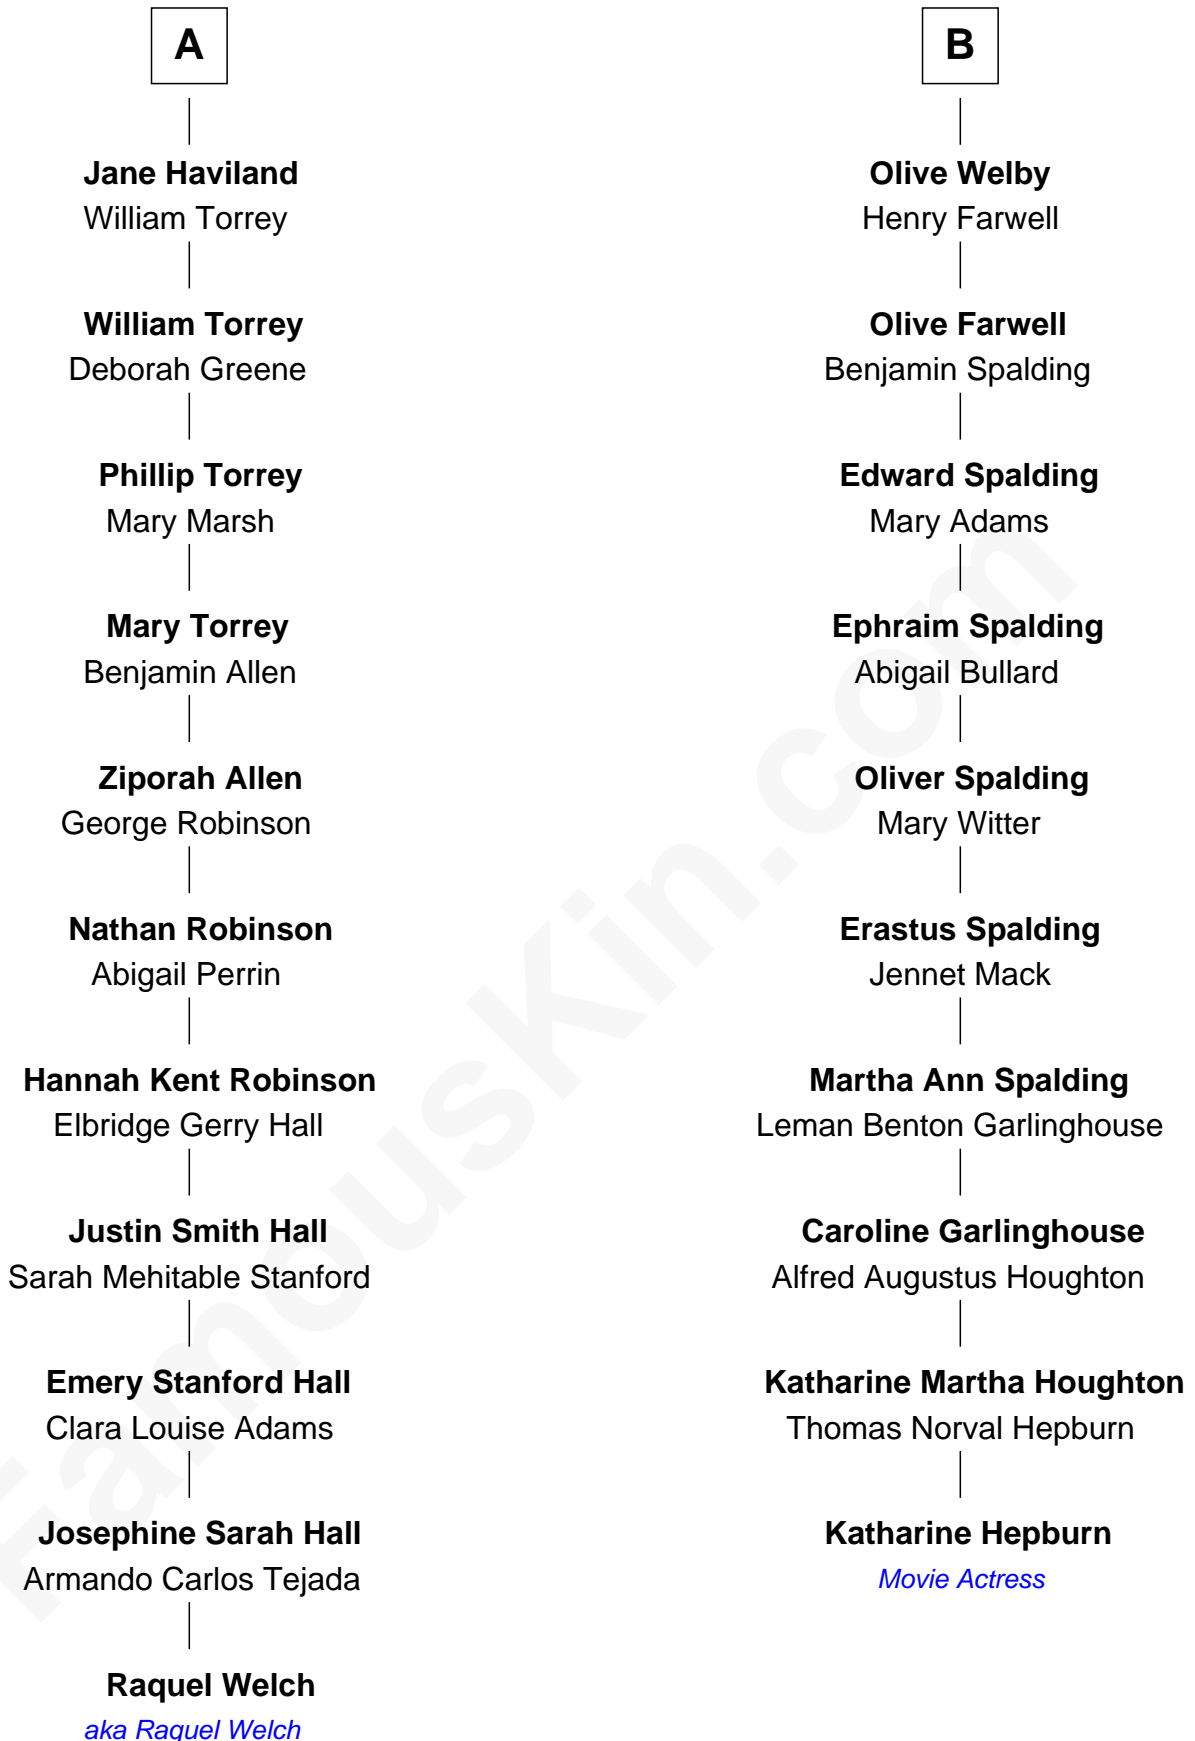 A
Jane Haviland
William Torrey
William Torrey
Deborah Greene
Phillip Torrey
Mary Marsh
Mary Torrey
Benjamin Allen
Ziporah Allen
George Robinson
Nathan Robinson
Abigail Perrin
Hannah Kent Robinson
Elbridge Gerry Hall
Justin Smith Hall
Sarah Mehitable Stanford
Emery Stanford Hall
Clara Louise Adams
Josephine Sarah Hall
Armando Carlos Tejada
Raquel Welch
aka Raquel Welch
B
Olive Welby
Henry Farwell
Olive Farwell
Benjamin Spalding
Edward Spalding
Mary Adams
Ephraim Spalding
Abigail Bullard
Oliver Spalding
Mary Witter
Erastus Spalding
Jennet Mack
Martha Ann Spalding
Leman Benton Garlinghouse
Caroline Garlinghouse
Alfred Augustus Houghton
Katharine Martha Houghton
Thomas Norval Hepburn
Katharine Hepburn
Movie Actress
FamousKin.com